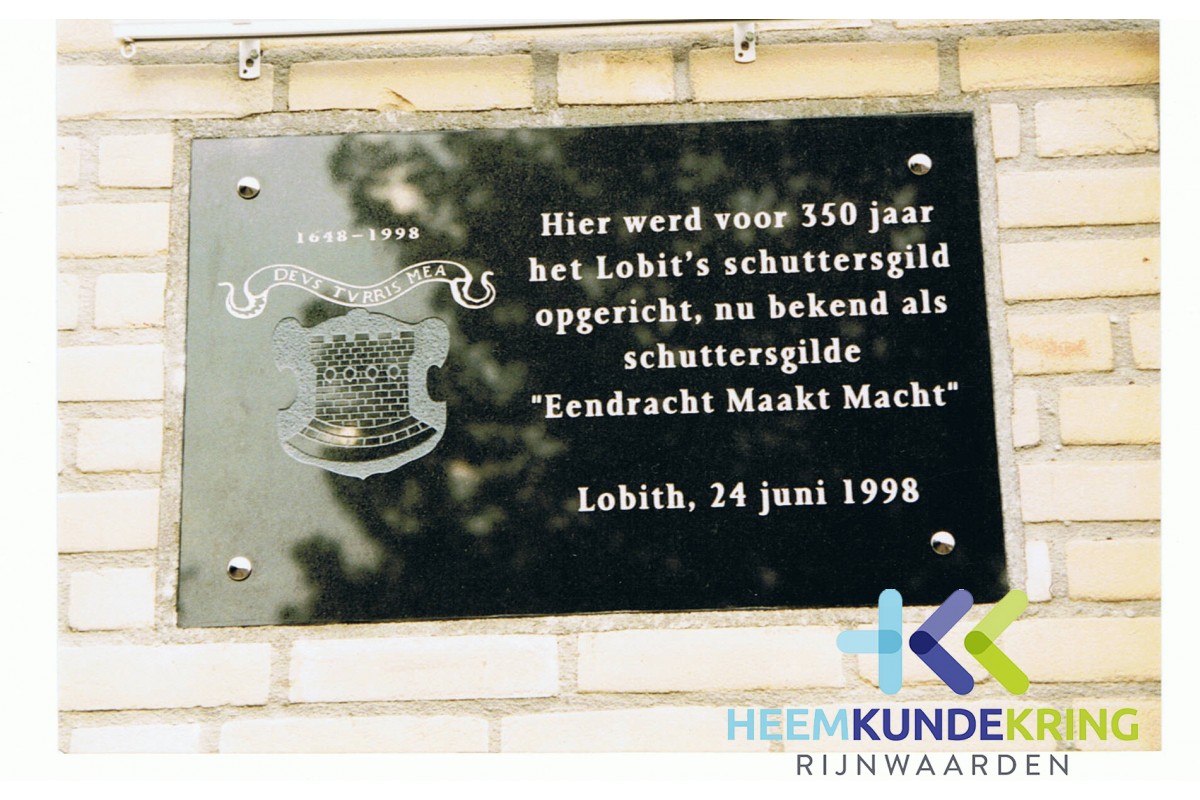 1648-1998
DEVS TVRRIS MEA
Hier werd voor 350 jaar
het Lobit's schuttersgild
opgericht, nu bekend als
schuttersgilde
"Eendracht Maakt Macht"
Lobith, 24 juni 1998
HEEMKUNDEKRING
RIJNWAARDEN